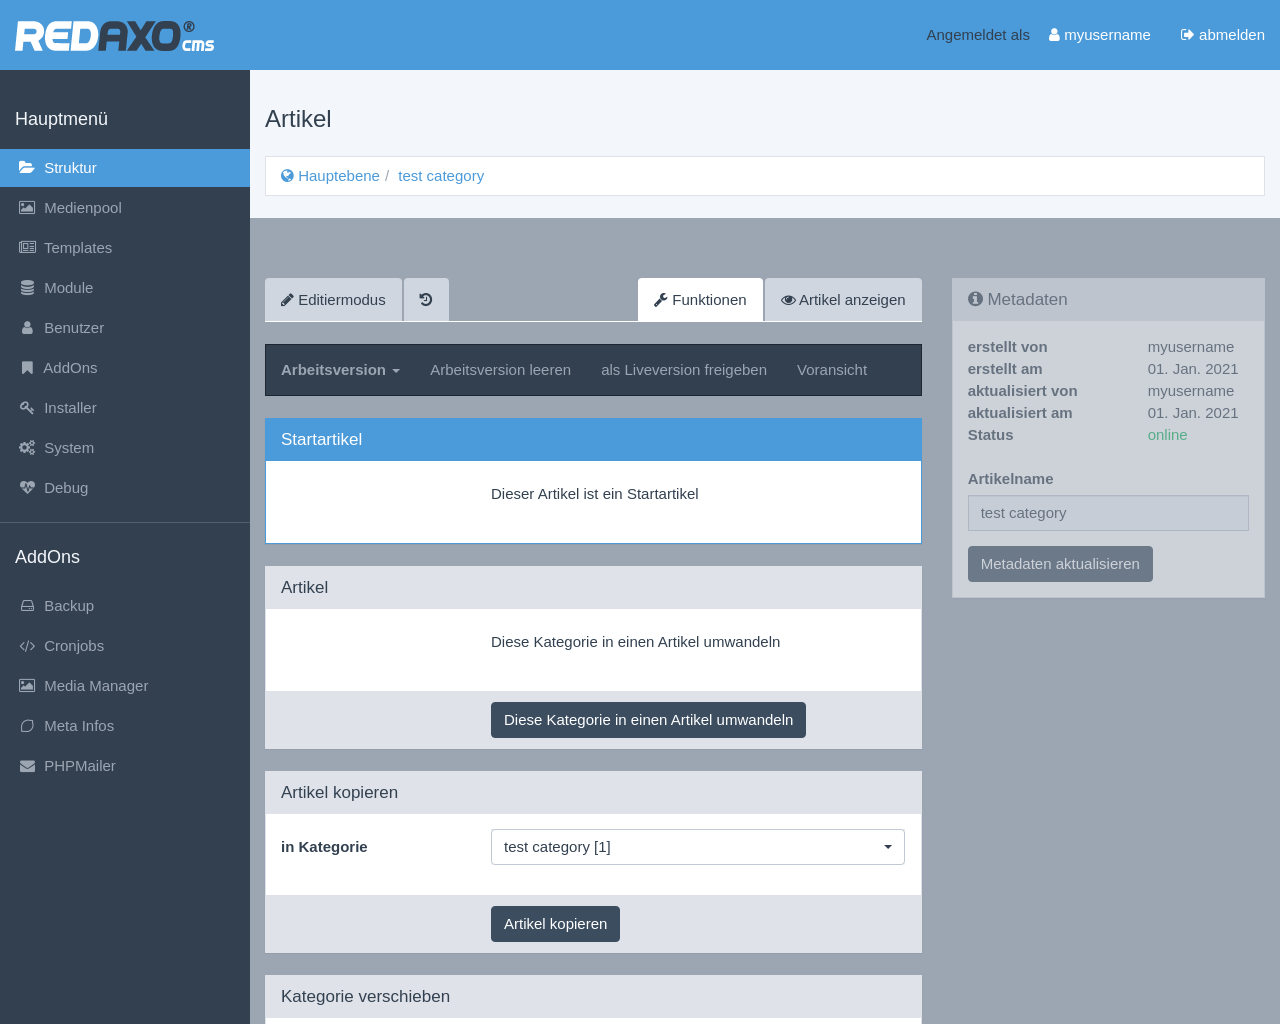 REDAXO® cms
Angemeldet als myusername abmelden
Hauptmenü
Struktur
Medienpool
Templates
Module
Benutzer
AddOns
Installer
System
Debug
AddOns
Backup
Cronjobs
Media Manager
Meta Infos
PHPMailer
Artikel
Hauptebene / test category
Editiermodus
Funktionen
Artikel anzeigen
Arbeitsversion
Arbeitsversion leeren
als Liveversion freigeben
Voransicht
Startartikel
Dieser Artikel ist ein Startartikel
Artikel
Diese Kategorie in einen Artikel umwandeln
Diese Kategorie in einen Artikel umwandeln
Artikel kopieren
in Kategorie
test category [1]
Artikel kopieren
Kategorie verschieben
Metadaten
erstellt von myusername
erstellt am 01. Jan. 2021
aktualisiert von myusername
aktualisiert am 01. Jan. 2021
Status online
Artikelname
test category
Metadaten aktualisieren